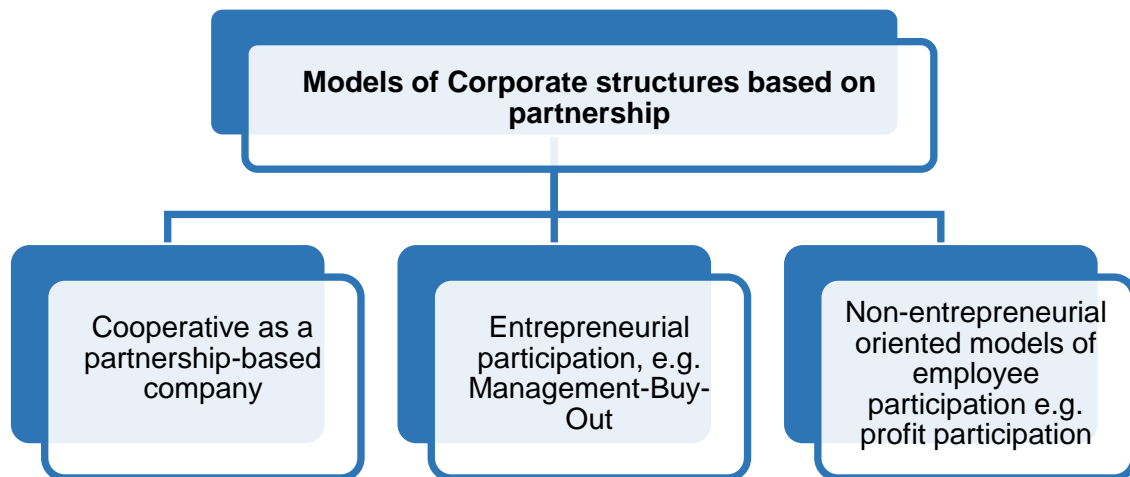 Models of Corporate structures based on
partnership
Cooperative as a
partnership-based
company
Entrepreneurial
participation, e.g.
Management-Buy-
Out
Non-entrepreneurial
oriented models of
employee
participation e.g.
profit participation